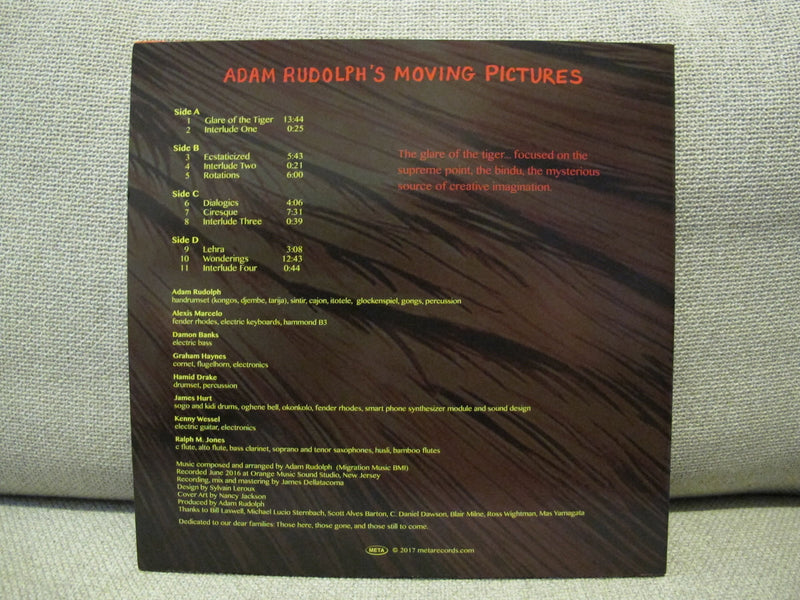 ADAM RUDOLPH'S MOVING PICTURES
Side A
1 Glare of the Tiger 13:44
2 Interlude One 0:25
Side B
3 Ecstaticized 5:43
4 Interlude Two 0:21
5 Rotations 6:00
Side C
6 Dialogics 4:06
7 Ciresque 7:31
8 Interlude Three 0:39
Side D
9 Lehra 3:08
10 Wonderings 12:43
11 Interlude Four 0:44
The glare of the tiger... focused on the
supreme point, the bindu, the mysterious
source of creative imagination.
Adam Rudolph
handrumset (kongos, djembe, tarija), sintir, cajon, itotele, glockenspiel, gongs, percussion
Alexis Marcelo
fender rhodes, electric keyboards, hammond B3
Damon Banks
electric bass
Graham Haynes
cornet, flugelhorn, electronics
Hamid Drake
drumset, percussion
James Hurt
sogo and kidi drums, oghene bell, okonkolo, fender rhodes, smart phone synthesizer module and sound design
Kenny Wessel
electric guitar, electronics
Ralph M. Jones
c flute, alto flute, bass clarinet, soprano and tenor saxophones, husli, bamboo flutes
Music composed and arranged by Adam Rudolph (Migration Music BMI)
Recorded June 2016 at Orange Music Sound Studio, New Jersey
Recording, mix and mastering by James Dellatacoma
Design by Sylvain Leroux
Cover Art by Nancy Jackson
Produced by Adam Rudolph
Thanks to Bill Laswell, Michael Lucio Sternbach, Scott Alves Barton, C. Daniel Dawson, Blair Milne, Ross Wightman, Mas Yamagata
Dedicated to our dear families: Those here, those gone, and those still to come.
META © 2017 metarecords.com